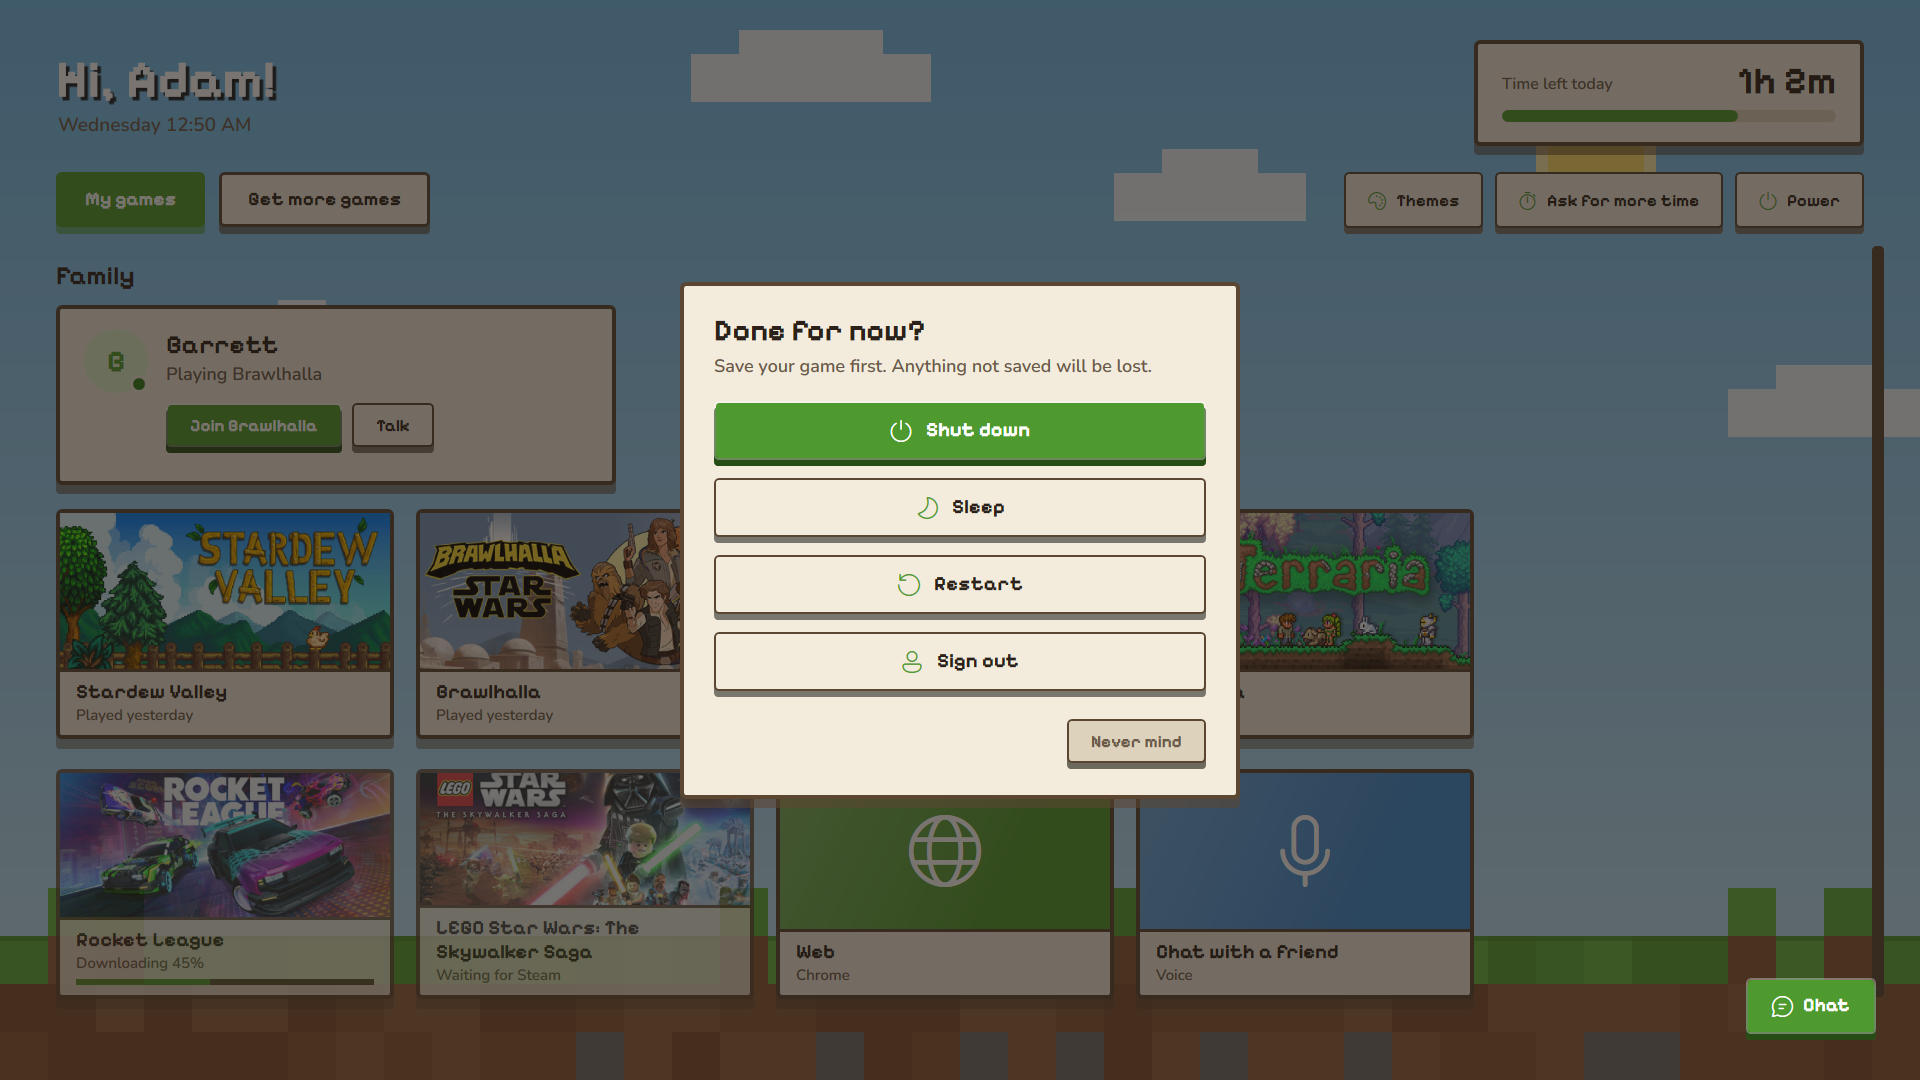 Hi, Adam!
Wednesday 12:50 AM
Time left today
1h 2m
My games
Get more games
Themes
Ask for more time
Power
Family
B
Barrett
Playing Brawlhalla
Join Brawlhalla
Talk
Done for now?
Save your game first. Anything not saved will be lost.
Shut down
Sleep
Restart
Sign out
Never mind
STARDEW
VALLEY
Stardew Valley
Played yesterday
BRAWLHALLA
STAR
WARS
Brawlhalla
Played yesterday
Terraria
ROCKET
LEAGUE
Rocket League
Downloading 45%
LEGO
STAR
WARS
THE SKYWALKER SAGA
LEGO Star Wars: The
Skywalker Saga
Waiting for Steam
Web
Chrome
Chat with a friend
Voice
Chat